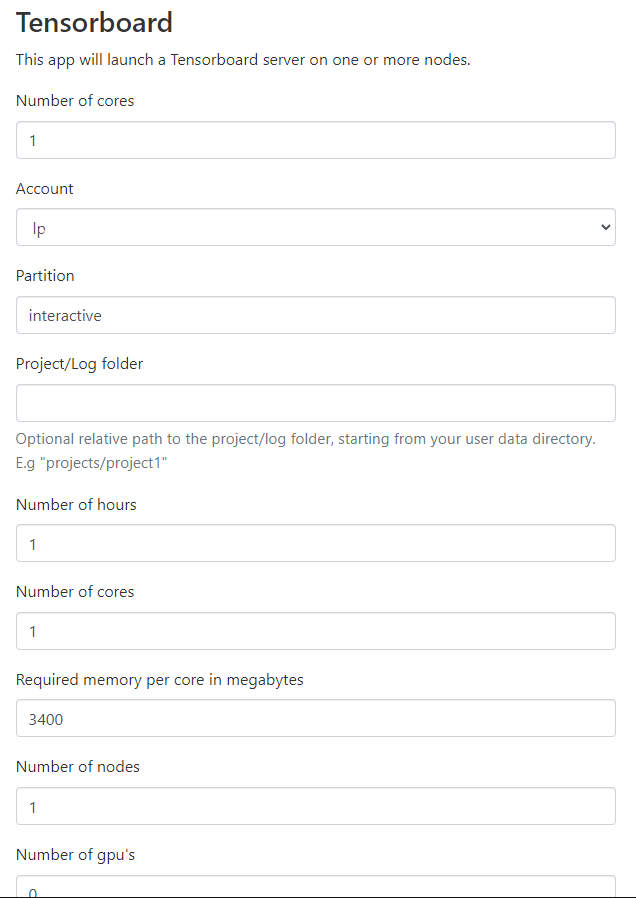 Tensorboard
This app will launch a Tensorboard server on one or more nodes.
Number of cores
1
Account
lp
Partition
interactive
Project/Log folder
Optional relative path to the project/log folder, starting from your user data directory.
E.g "projects/project1"
Number of hours
1
Number of cores
1
Required memory per core in megabytes
3400
Number of nodes
1
Number of gpu's
0